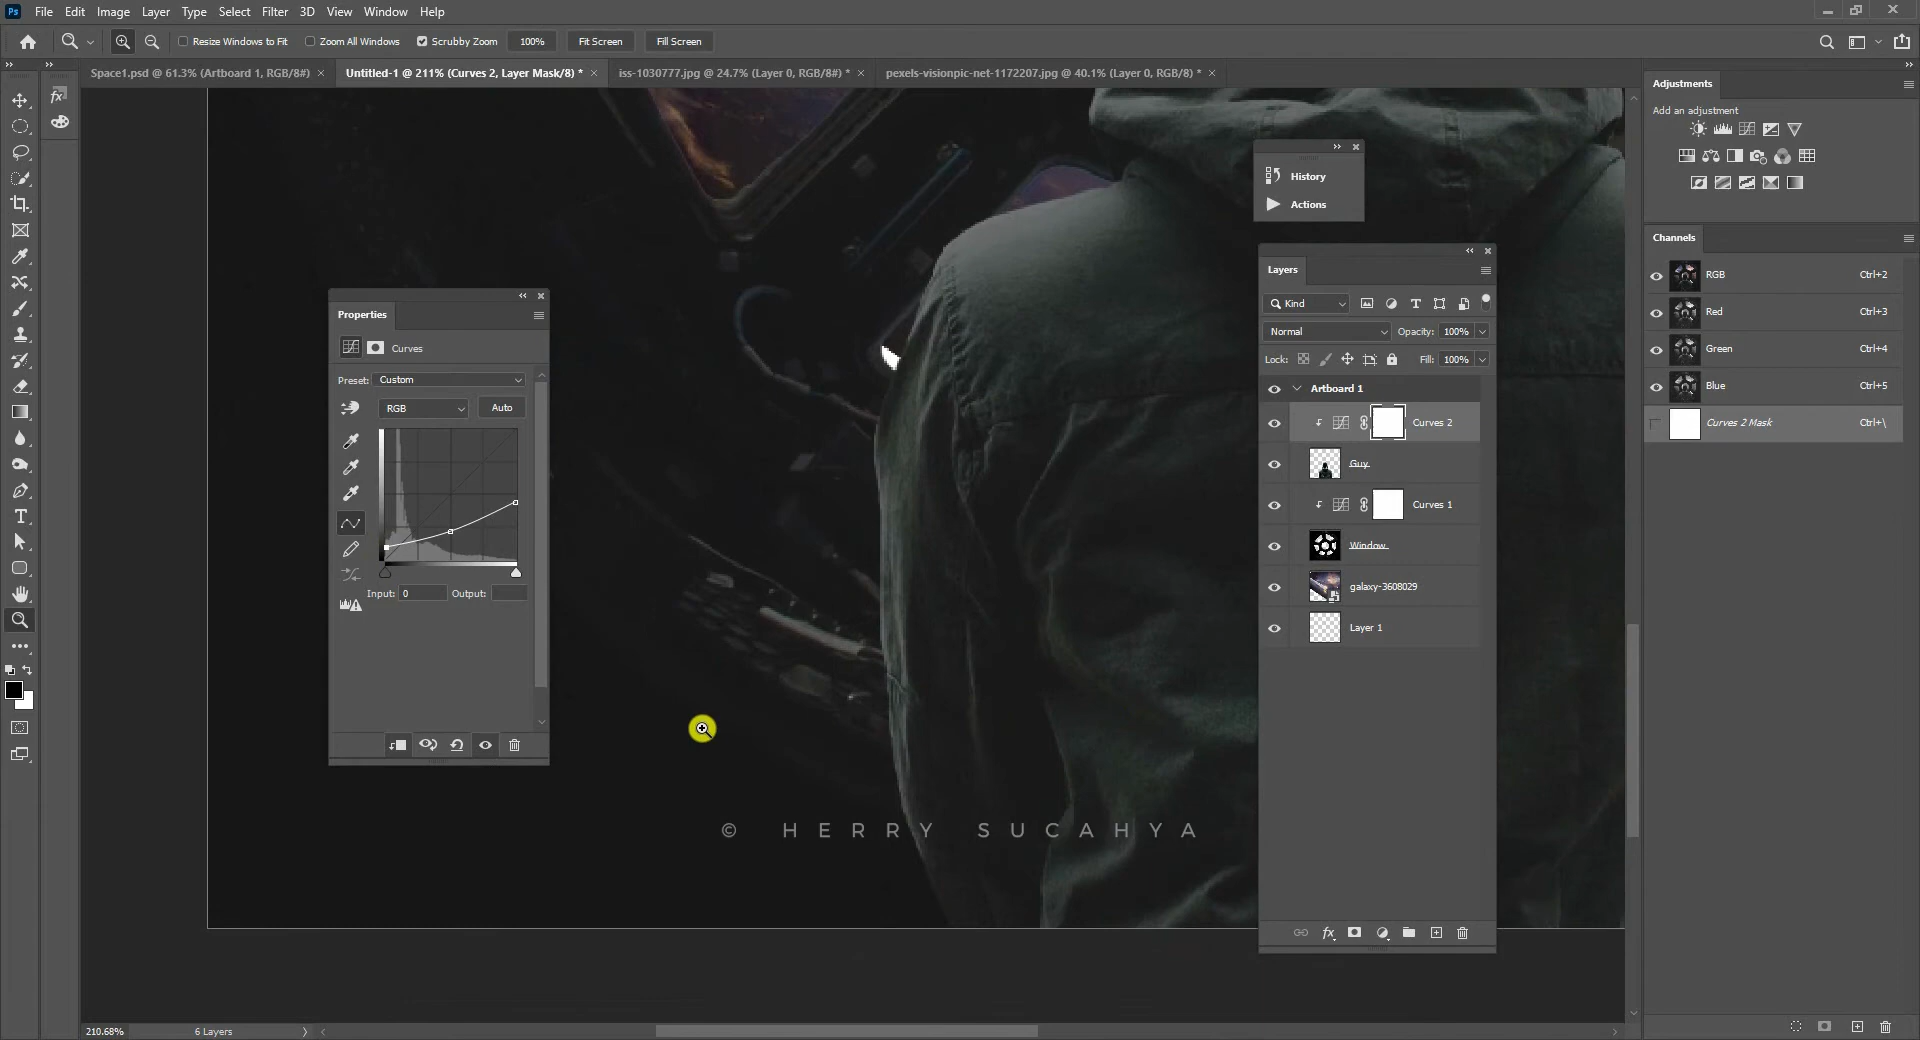 Ps File Edit Image Layer Type Select Filter 3D View Window Help
Resize Windows to Fit Zoom All Windows Scrubby Zoom 100% Fit Screen Fill Screen
Space1.psd @ 61.3% (Artboard 1, RGB/8#) × Untitled-1 @ 211% (Curves 2, Layer Mask/8) * × iss-1030777.jpg @ 24.7% (Layer 0, RGB/8#) * × pexels-visionpic-net-1172207.jpg @ 40.1% (Layer 0, RGB/8) * ×
Adjustments
Add an adjustment
History
Actions
Channels
RGB Ctrl+2
Red Ctrl+3
Green Ctrl+4
Blue Ctrl+5
Curves 2 Mask Ctrl+\
Properties
Curves
Preset: Custom
RGB Auto
Input: 0 Output:
Layers
Kind
Normal Opacity: 100%
Lock: Fill: 100%
Artboard 1
Curves 2
Guy
Curves 1
Window
galaxy-3608029
Layer 1
fx
© HERRY SUCAHYA
210.68% 6 Layers